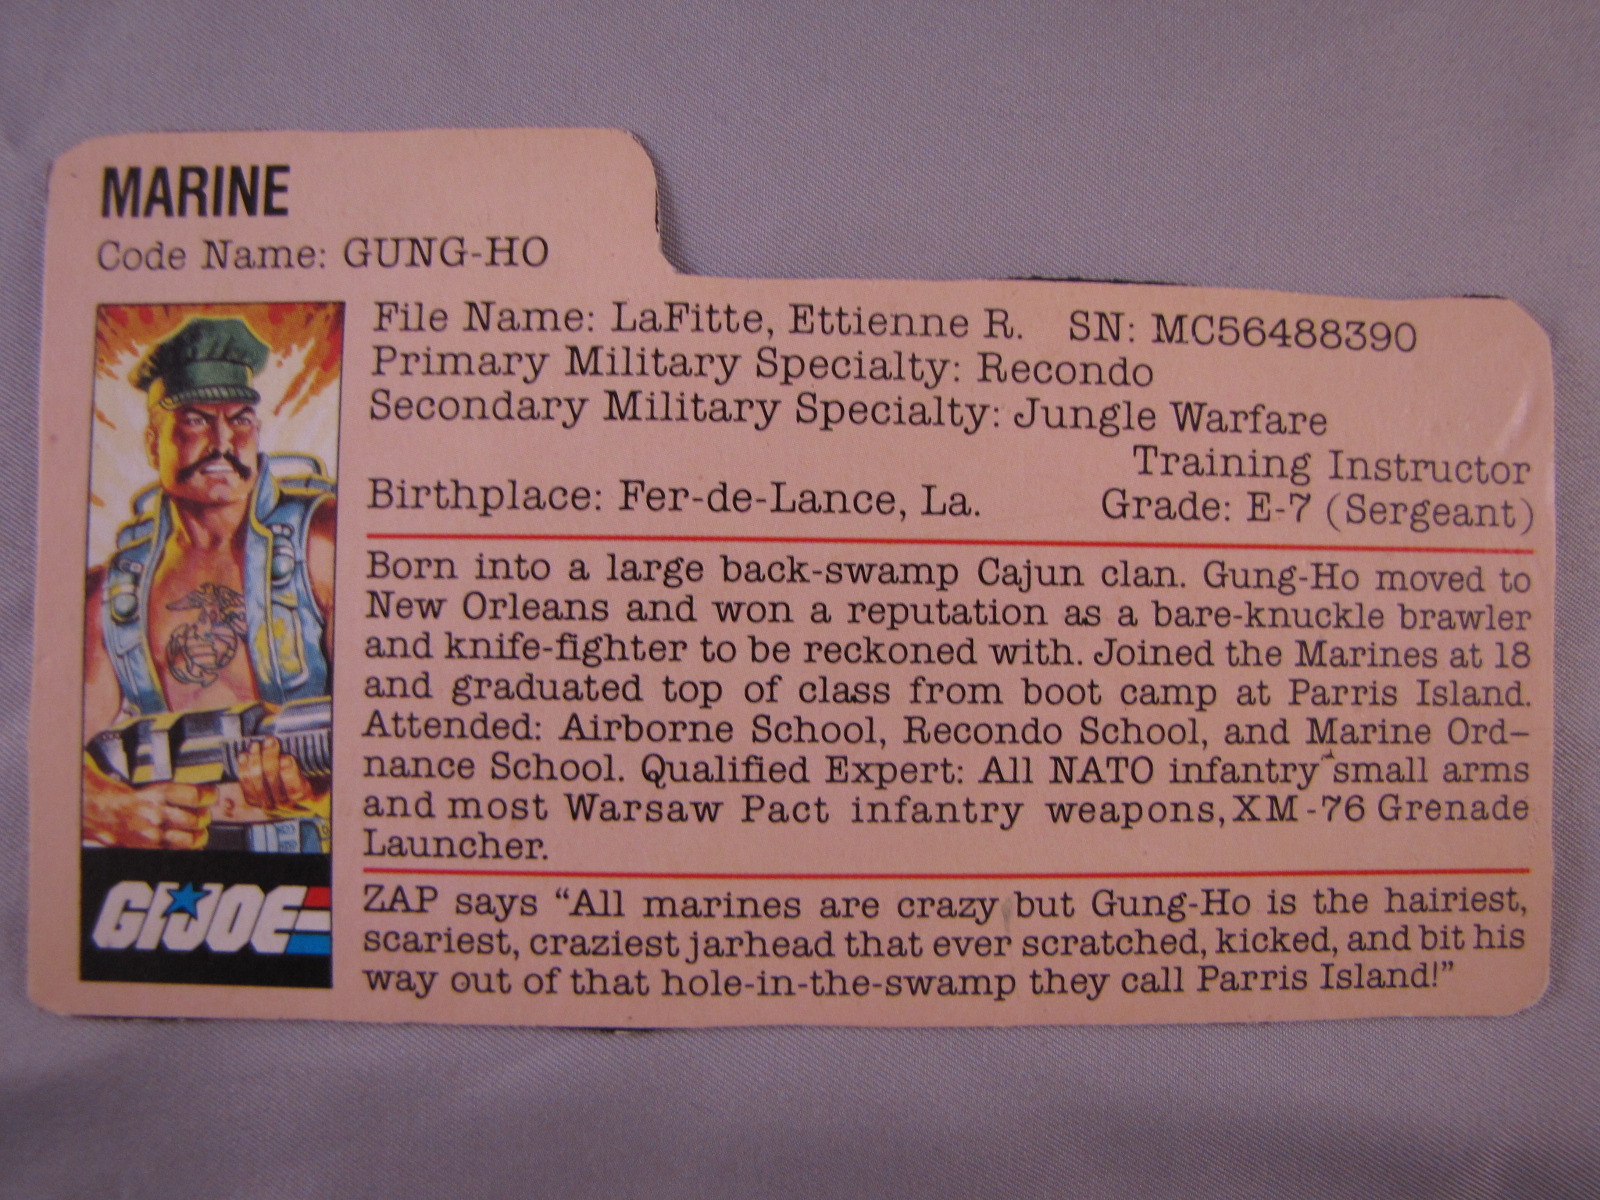 MARINE
Code Name: GUNG-HO
File Name: LaFitte, Ettienne R. SN: MC56488390
Primary Military Specialty: Recondo
Secondary Military Specialty: Jungle Warfare
Training Instructor
Birthplace: Fer-de-Lance, La. Grade: E-7 (Sergeant)
Born into a large back-swamp Cajun clan. Gung-Ho moved to
New Orleans and won a reputation as a bare-knuckle brawler
and knife-fighter to be reckoned with. Joined the Marines at 18
and graduated top of class from boot camp at Parris Island.
Attended: Airborne School, Recondo School, and Marine Ord-
nance School. Qualified Expert: All NATO infantry small arms
and most Warsaw Pact infantry weapons, XM-76 Grenade
Launcher.
ZAP says “All marines are crazy but Gung-Ho is the hairiest,
scariest, craziest jarhead that ever scratched, kicked, and bit his
way out of that hole-in-the-swamp they call Parris Island!”
GI JOE